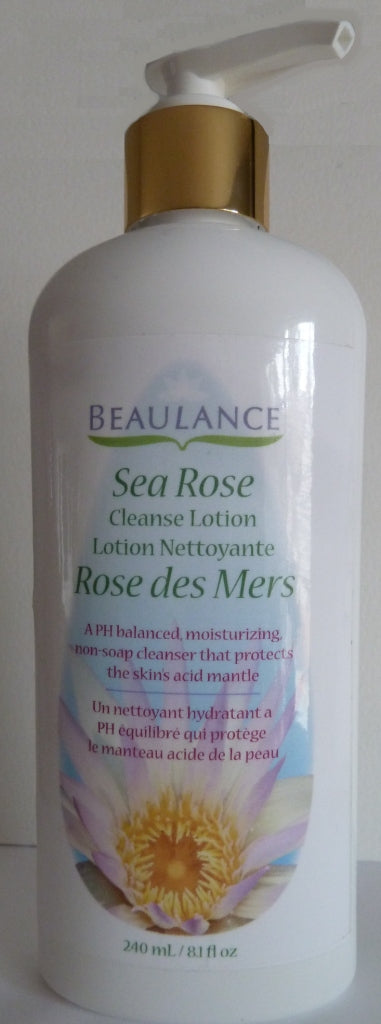 BEAULANCE
Sea Rose
Cleanse Lotion
Lotion Nettoyante
Rose des Mers
A PH balanced, moisturizing,
non-soap cleanser that protects
the skin's acid mantle
Un nettoyant hydratant a
PH équilibré qui protège
le manteau acide de la peau
240 mL / 8.1 fl oz